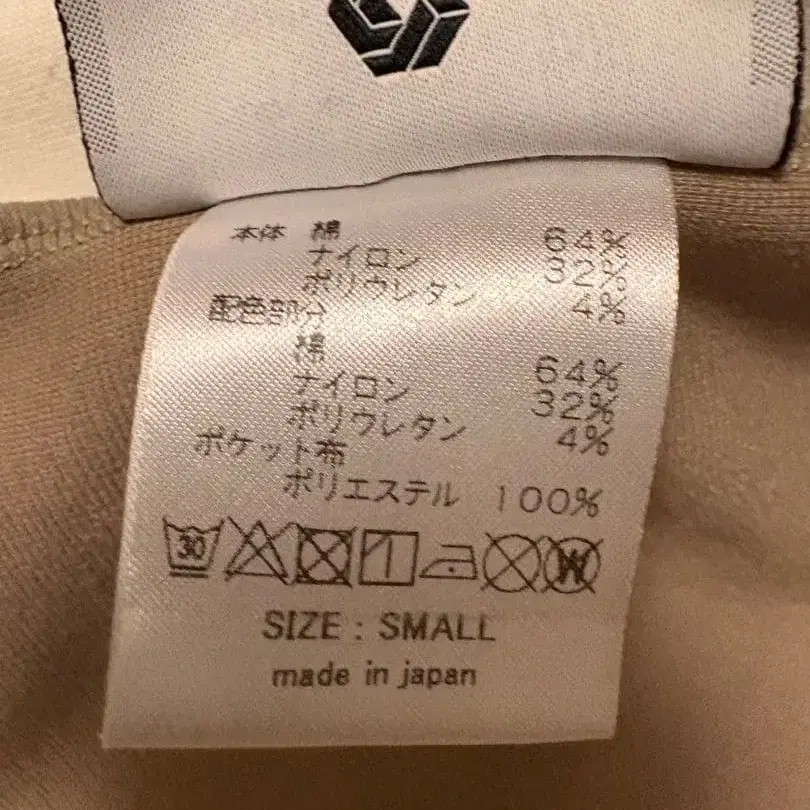 本体 綿 64%
ナイロン 32%
ポリウレタン 4%
配色部分
綿 64%
ナイロン 32%
ポリウレタン 4%
ポケット布
ポリエステル 100%
30 W
SIZE : SMALL
made in japan